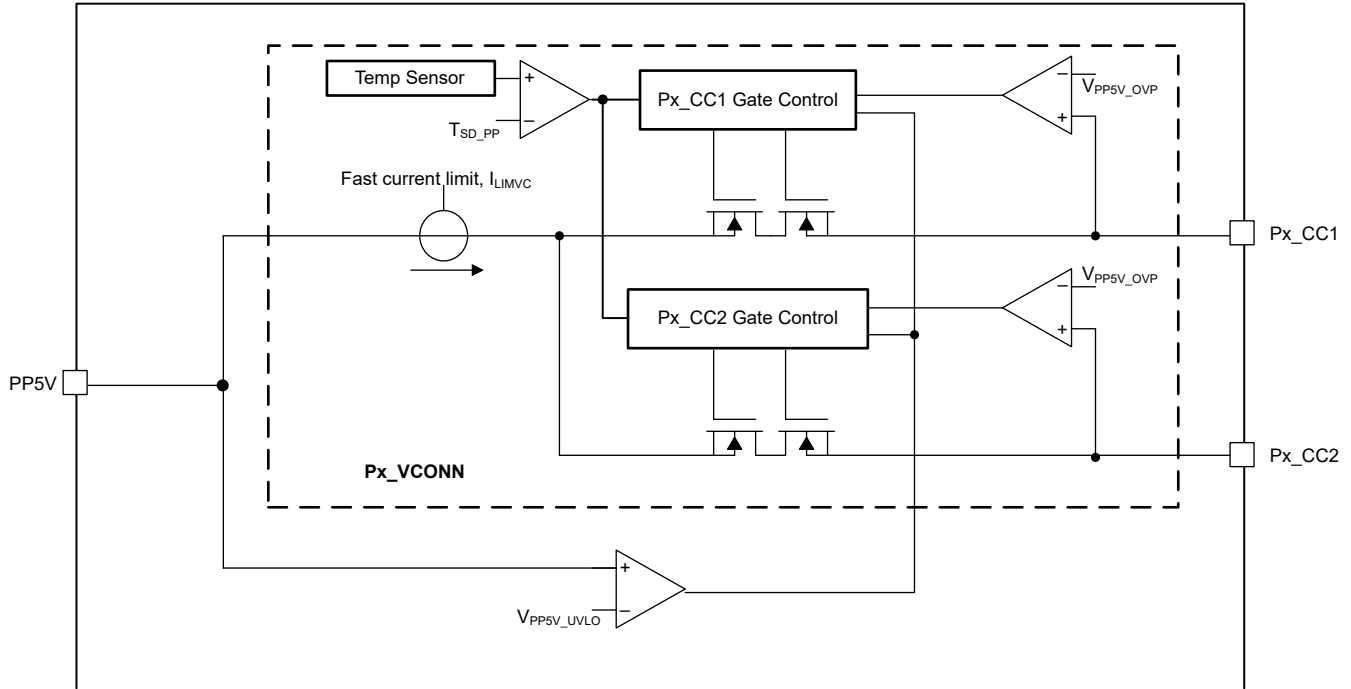 Temp Sensor
+
−
T_SD_PP
Px_CC1 Gate Control
−
V_PP5V_OVP
+
Fast current limit, I_LIMVC
Px_CC1
Px_CC2 Gate Control
−
V_PP5V_OVP
+
PP5V
Px_VCONN
Px_CC2
+
−
V_PP5V_UVLO